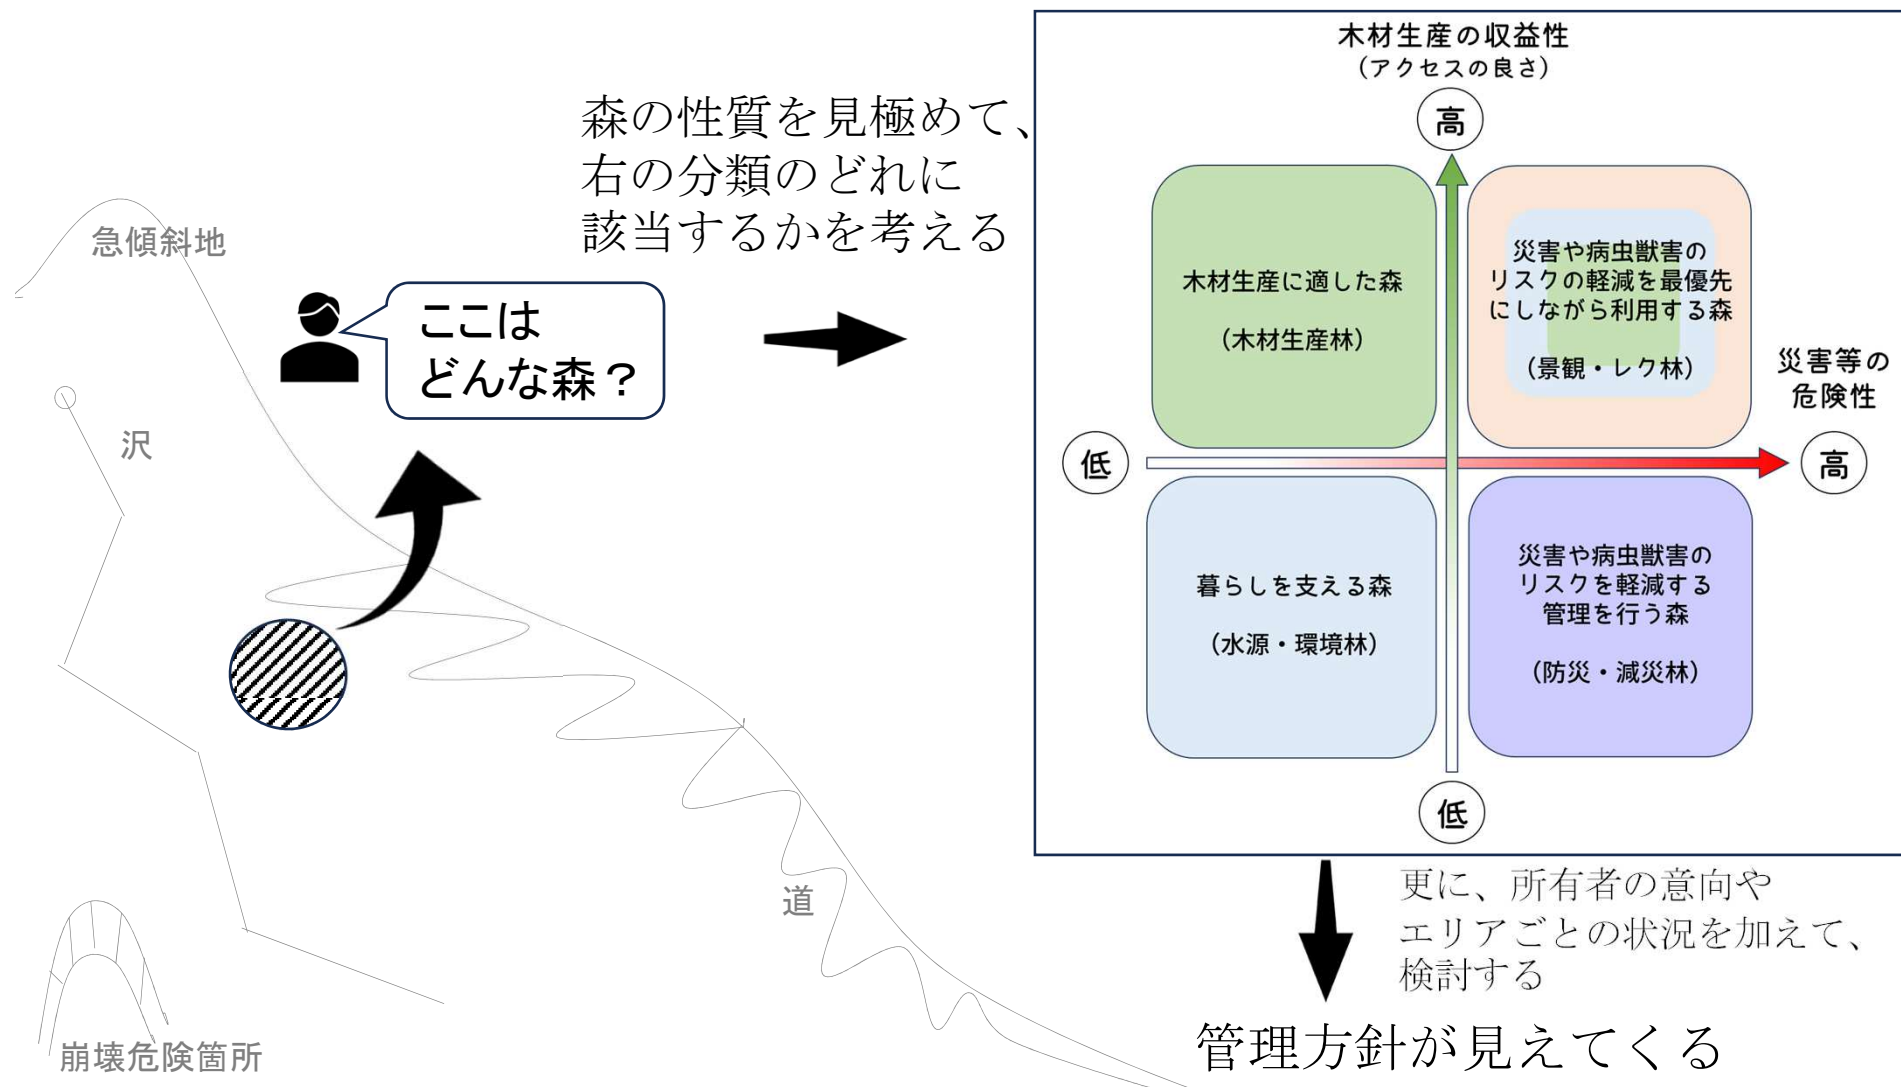 森の性質を見極めて、
右の分類のどれに
該当するかを考える
急傾斜地
ここは
どんな森？
沢
道
崩壊危険箇所
木材生産の収益性
（アクセスの良さ）
高
木材生産に適した森
（木材生産林）
災害や病虫獣害の
リスクの軽減を最優先
にしながら利用する森
（景観・レク林）
災害等の
危険性
低
高
暮らしを支える森
（水源・環境林）
災害や病虫獣害の
リスクを軽減する
管理を行う森
（防災・減災林）
低
更に、所有者の意向や
エリアごとの状況を加えて、
検討する
管理方針が見えてくる